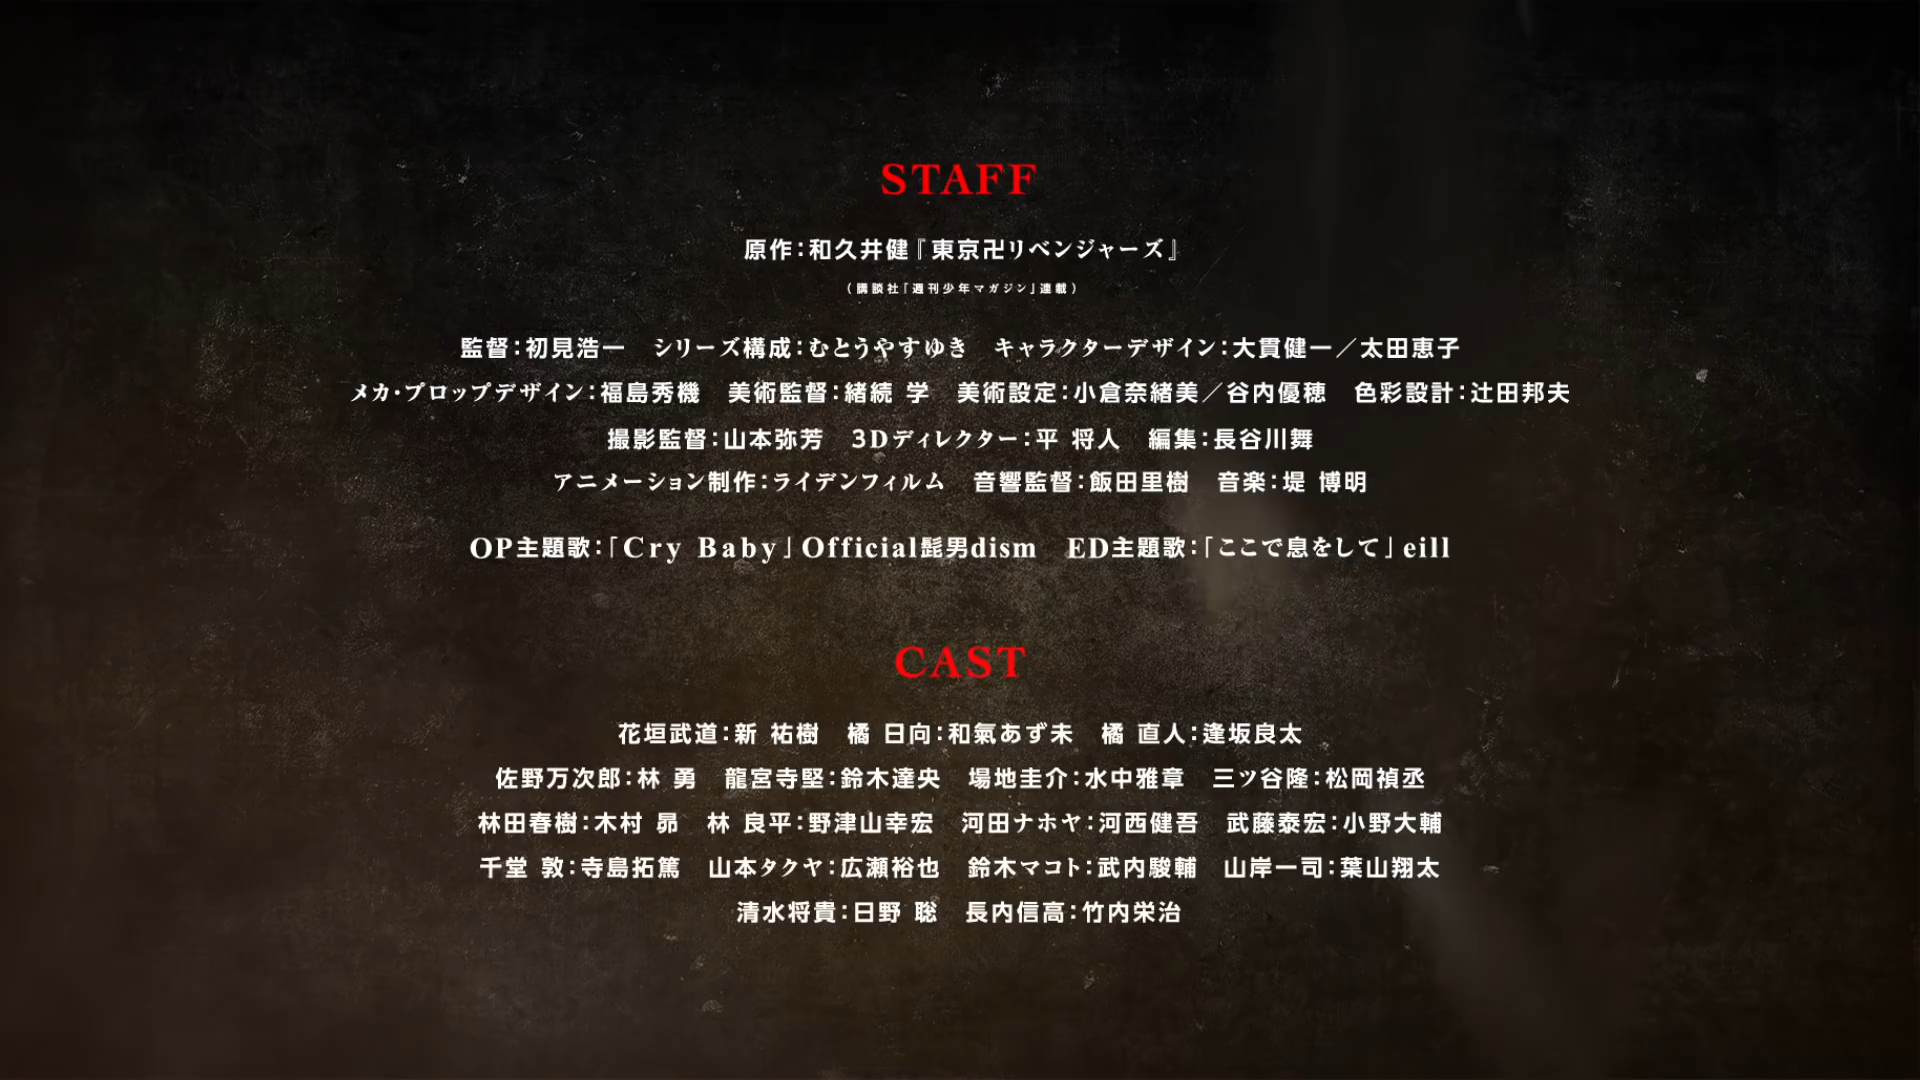 STAFF
原作：和久井健『東京卍リベンジャーズ』
（講談社「週刊少年マガジン」連載）
監督：初見浩一　シリーズ構成：むとうやすゆき　キャラクターデザイン：大貫健一／太田恵子
メカ・プロップデザイン：福島秀機　美術監督：緒続 学　美術設定：小倉奈緒美／谷内優穂　色彩設計：辻田邦夫
撮影監督：山本弥芳　3Dディレクター：平 将人　編集：長谷川舞
アニメーション制作：ライデンフィルム　音響監督：飯田里樹　音楽：堤 博明
OP主題歌：「Cry Baby」Official髭男dism　ED主題歌：「ここで息をして」eill
CAST
花垣武道：新 祐樹　橘 日向：和氣あず未　橘 直人：逢坂良太
佐野万次郎：林 勇　龍宮寺堅：鈴木達央　場地圭介：水中雅章　三ツ谷隆：松岡禎丞
林田春樹：木村 昴　林 良平：野津山幸宏　河田ナホヤ：河西健吾　武藤泰宏：小野大輔
千堂 敦：寺島拓篤　山本タクヤ：広瀬裕也　鈴木マコト：武内駿輔　山岸一司：葉山翔太
清水将貴：日野 聡　長内信高：竹内栄治